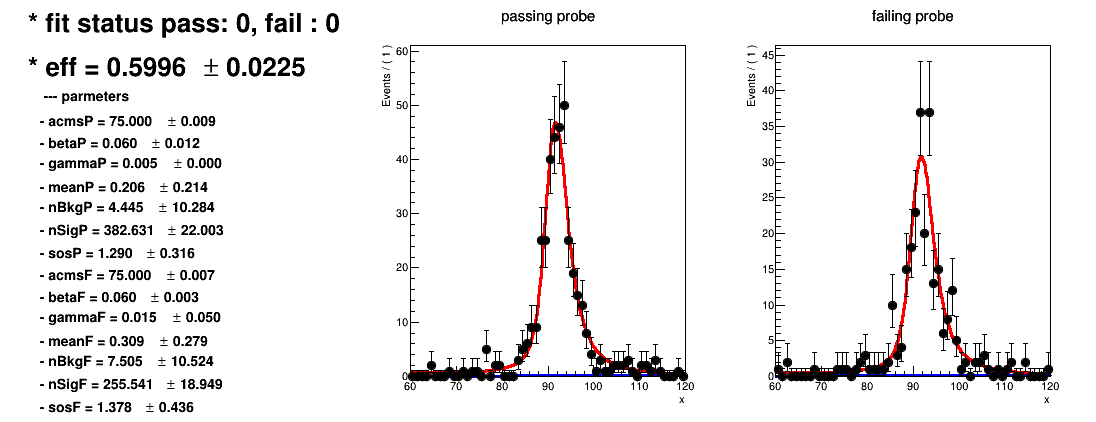 * fit status pass: 0, fail : 0
* eff = 0.5996 ± 0.0225
--- parmeters
- acmsP = 75.000 ± 0.009
- betaP = 0.060 ± 0.012
- gammaP = 0.005 ± 0.000
- meanP = 0.206 ± 0.214
- nBkgP = 4.445 ± 10.284
- nSigP = 382.631 ± 22.003
- sosP = 1.290 ± 0.316
- acmsF = 75.000 ± 0.007
- betaF = 0.060 ± 0.003
- gammaF = 0.015 ± 0.050
- meanF = 0.309 ± 0.279
- nBkgF = 7.505 ± 10.524
- nSigF = 255.541 ± 18.949
- sosF = 1.378 ± 0.436
passing probe
Events / ( 1 )
60
50
40
30
20
10
0
60 70 80 90 100 110 120
x
failing probe
Events / ( 1 )
45
40
35
30
25
20
15
10
5
0
60 70 80 90 100 110 120
x